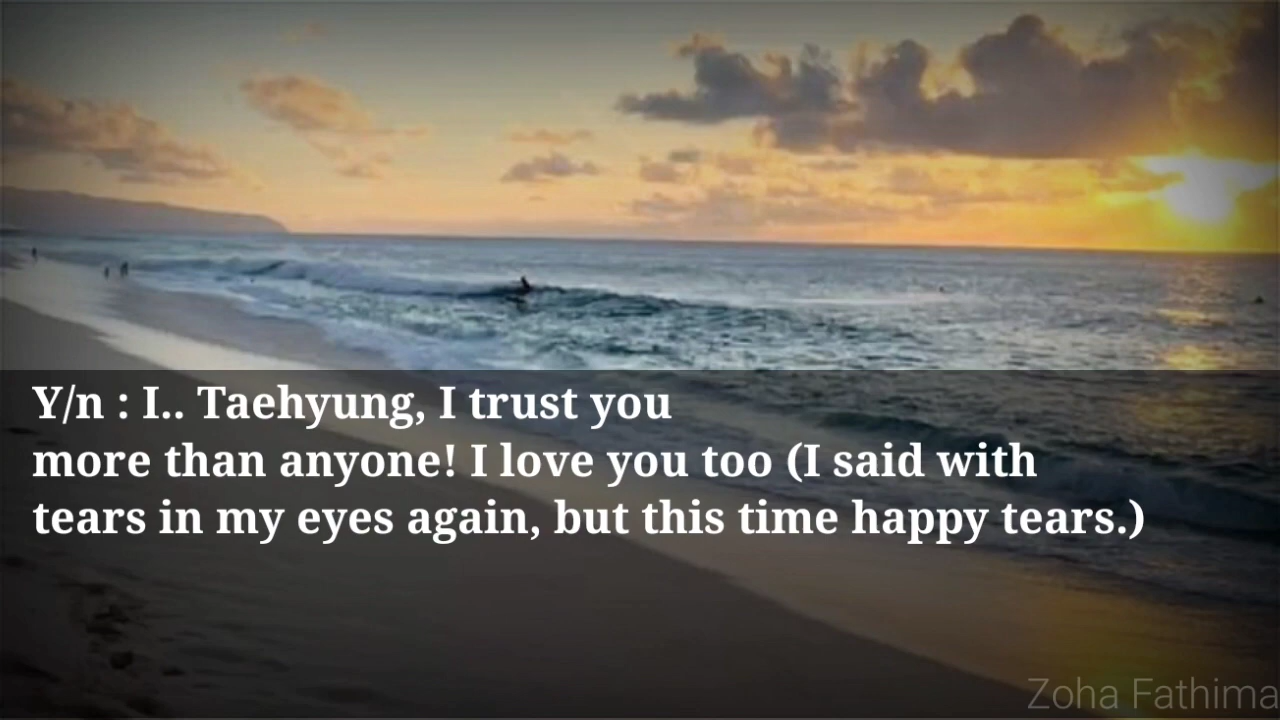 Y/n : I.. Taehyung, I trust you
more than anyone! I love you too (I said with
tears in my eyes again, but this time happy tears.)
Zoha Fathima